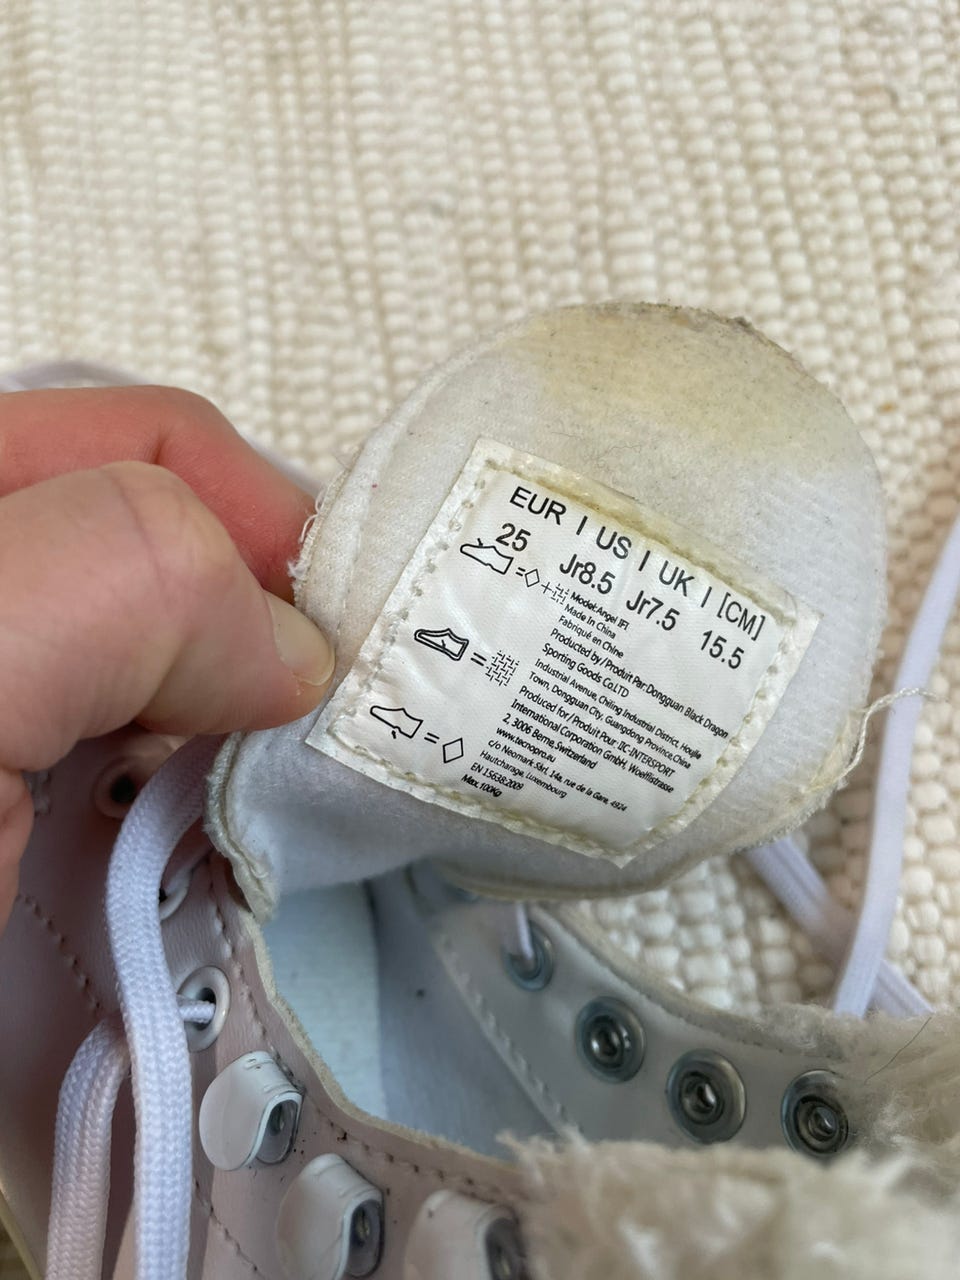 EUR | US | UK | [CM]
25 Jr8.5 Jr7.5 15.5
Model: Angel IFI
Made In China
Fabriqué en Chine
Produced by / Produit Par: Dongguan Black Dragon
Sporting Goods Co.LTD
Industrial Avenue, Chiling Industrial District, Houjie
Town, Dongguan City, Guangdong Province, China
Produced for / Produit Pour: IIC-INTERSPORT
International Corporation GmbH, Woelflistrasse
2, 3006 Berne, Switzerland
www.tecnopro.eu
c/o Neomark Sàrl, 14a, rue de la Gare, 4924
Hautcharage, Luxembourg
EN 15638:2009
Max. 100Kg